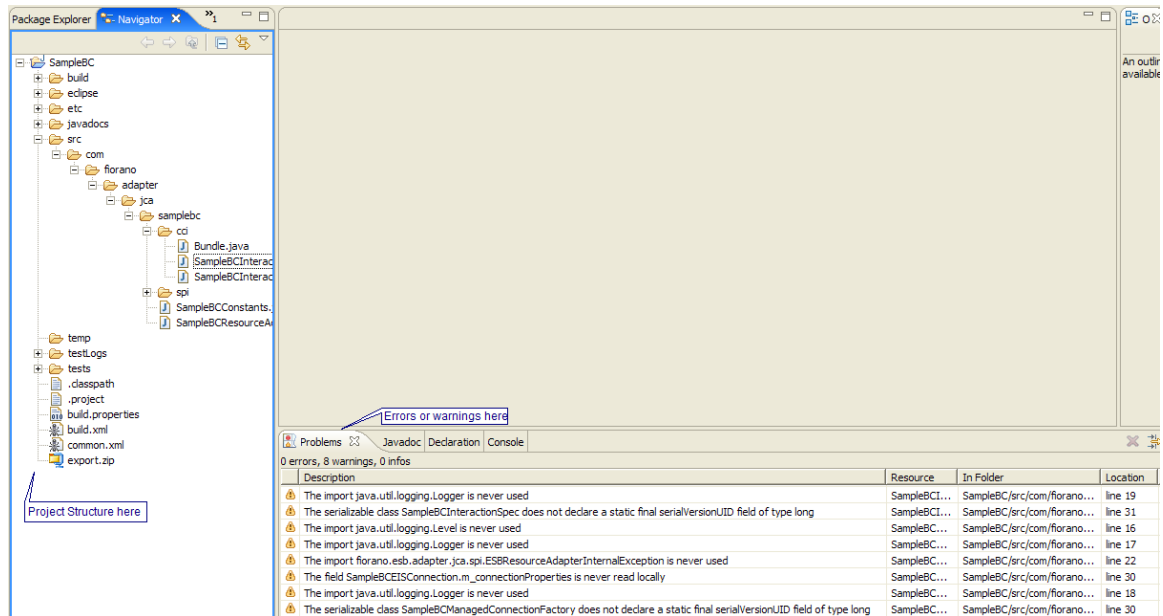 Package Explorer Navigator 1
SampleBC
build
eclipse
etc
javadocs
src
com
fiorano
adapter
jca
samplebc
cci
Bundle.java
SampleBCInterac
SampleBCInterac
spi
SampleBCConstants.
SampleBCResourceA
temp
testLogs
tests
.classpath
.project
build.properties
build.xml
common.xml
export.zip
Project Structure here
An outlin
available
Errors or warnings here
Problems Javadoc Declaration Console
0 errors, 8 warnings, 0 infos
Description Resource In Folder Location
The import java.util.logging.Logger is never used SampleBCI... SampleBC/src/com/fiorano... line 19
The serializable class SampleBCInteractionSpec does not declare a static final serialVersionUID field of type long SampleBCI... SampleBC/src/com/fiorano... line 31
The import java.util.logging.Level is never used SampleBC... SampleBC/src/com/fiorano... line 16
The import java.util.logging.Logger is never used SampleBC... SampleBC/src/com/fiorano... line 17
The import fiorano.esb.adapter.jca.spi.ESBResourceAdapterInternalException is never used SampleBC... SampleBC/src/com/fiorano... line 22
The field SampleBCEISConnection.m_connectionProperties is never read locally SampleBC... SampleBC/src/com/fiorano... line 30
The import java.util.logging.Logger is never used SampleBC... SampleBC/src/com/fiorano... line 18
The serializable class SampleBCManagedConnectionFactory does not declare a static final serialVersionUID field of type long SampleBC... SampleBC/src/com/fiorano... line 30